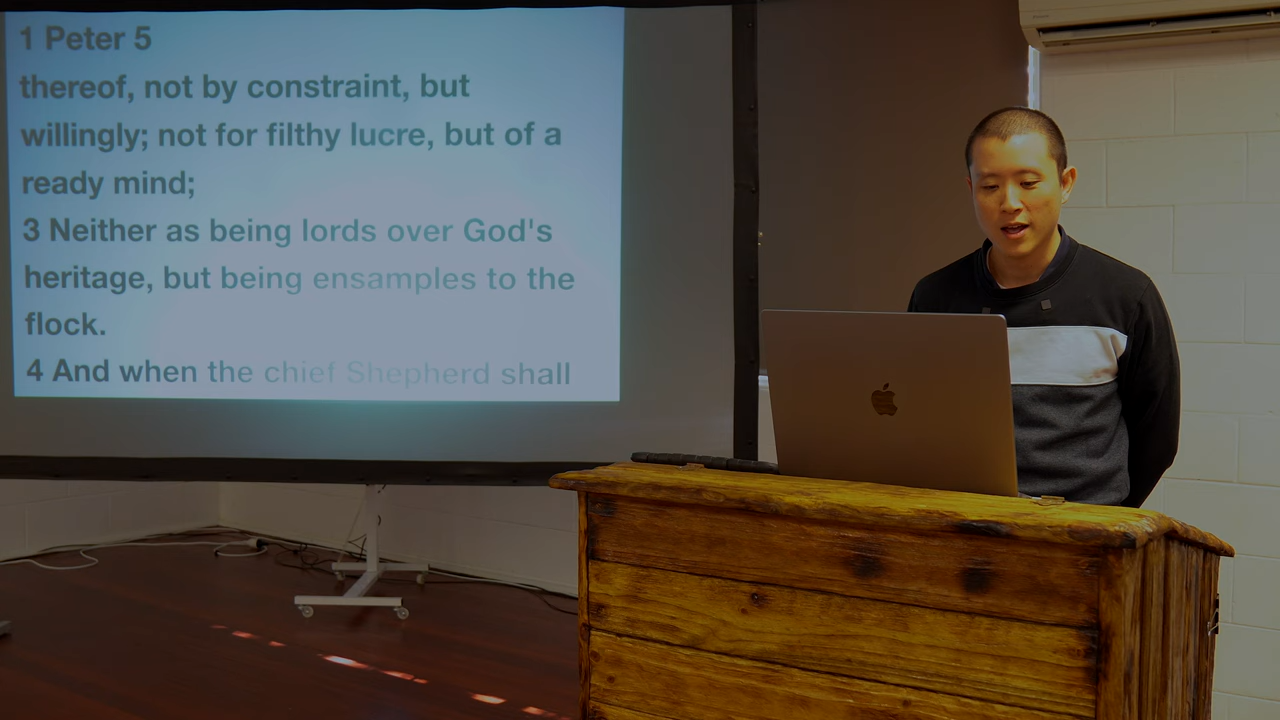 1 Peter 5
thereof, not by constraint, but
willingly; not for filthy lucre, but of a
ready mind;
3 Neither as being lords over God's
heritage, but being ensamples to the
flock.
4 And when the chief Shepherd shall